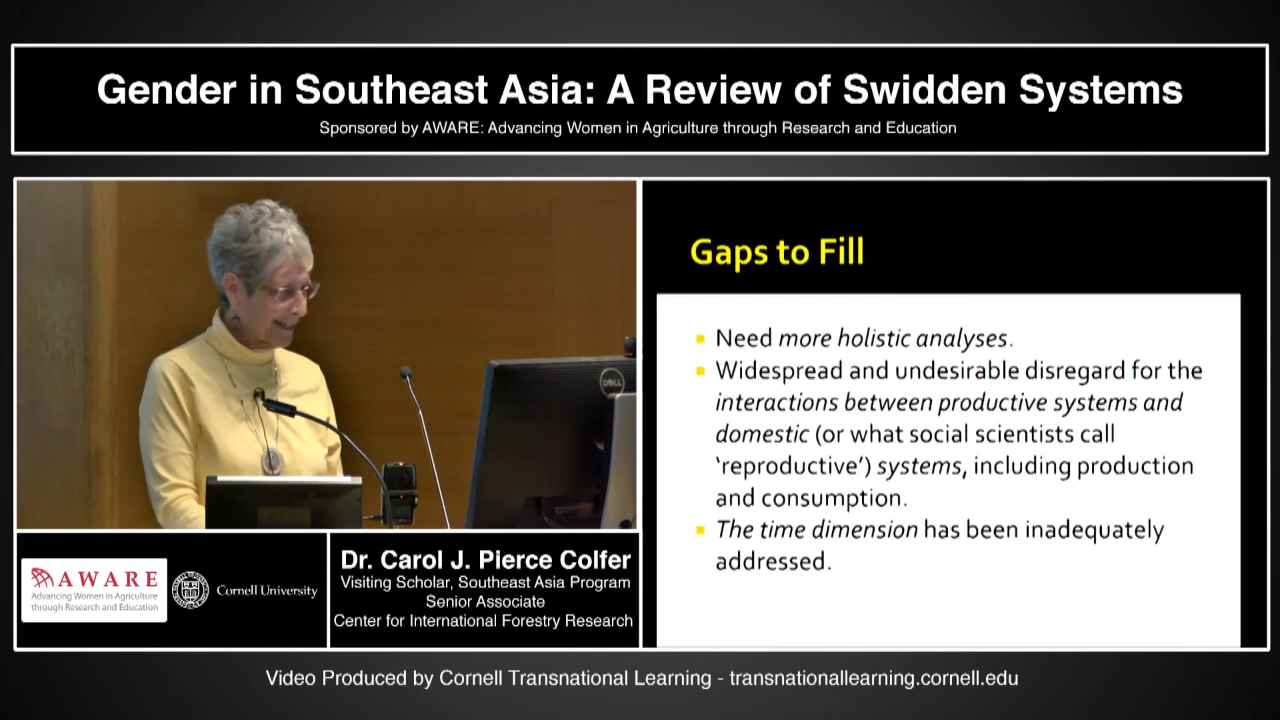 Gender in Southeast Asia: A Review of Swidden Systems
Sponsored by AWARE: Advancing Women in Agriculture through Research and Education
DELL
Gaps to Fill
Need more holistic analyses.
Widespread and undesirable disregard for the
interactions between productive systems and
domestic (or what social scientists call
‘reproductive’) systems, including production
and consumption.
The time dimension has been inadequately
addressed.
AWARE
Advancing Women in Agriculture
through Research and Education
Cornell University
Dr. Carol J. Pierce Colfer
Visiting Scholar, Southeast Asia Program
Senior Associate
Center for International Forestry Research
Video Produced by Cornell Transnational Learning - transnationallearning.cornell.edu